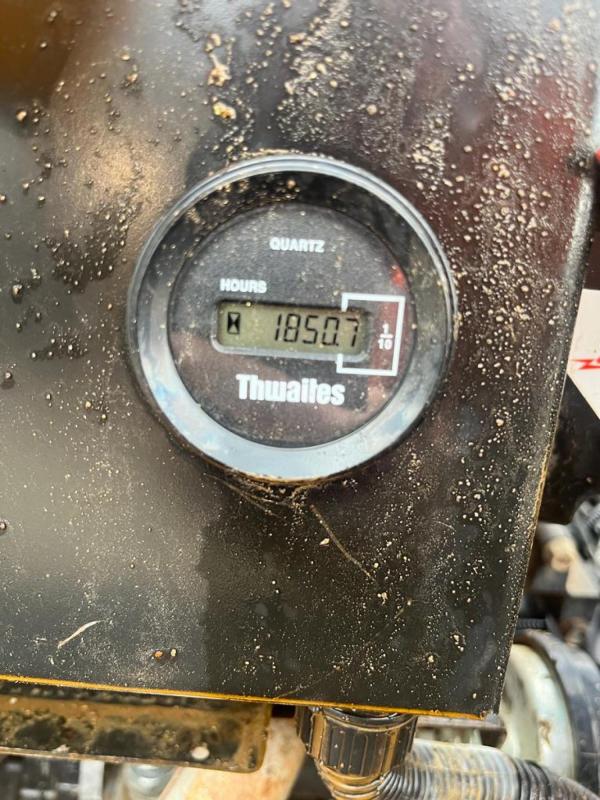 QUARTZ
HOURS
1850.7
1
10
Thwaites